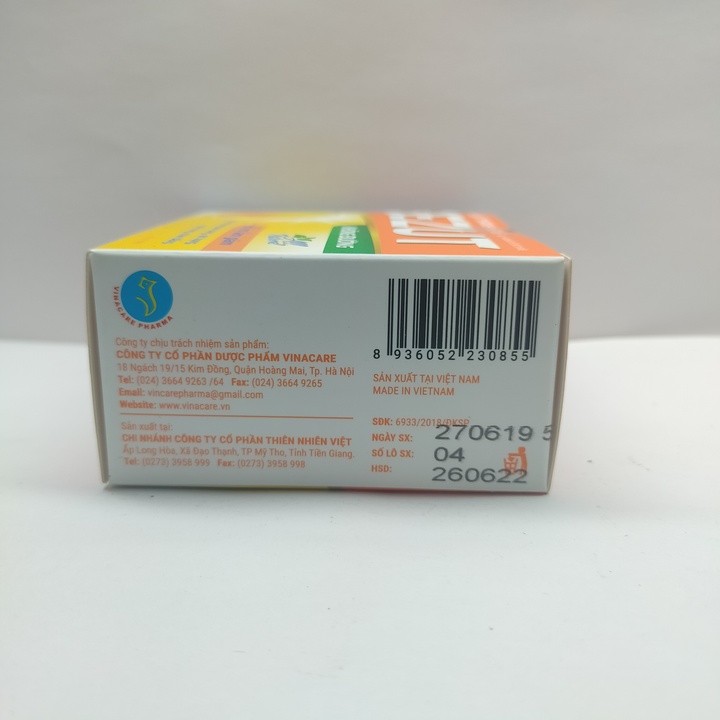 VINACARE PHARMA
Công ty chịu trách nhiệm sản phẩm:
CÔNG TY CỔ PHẦN DƯỢC PHẨM VINACARE
18 Ngách 19/15 Kim Đồng, Quận Hoàng Mai, Tp. Hà Nội
Tel: (024) 3664 9263 /64 Fax: (024) 3664 9265
Email: vincarepharma@gmail.com
Website: www.vinacare.vn
Sản xuất tại:
CHI NHÁNH CÔNG TY CỔ PHẦN THIÊN NHIÊN VIỆT
Ấp Long Hòa, Xã Đạo Thạnh, TP Mỹ Tho, Tỉnh Tiền Giang.
Tel: (0273) 3958 999 Fax: (0273) 3958 998
8 936052 230855
SẢN XUẤT TẠI VIỆT NAM
MADE IN VIETNAM
SĐK: 6933/2018/ĐKSP
NGÀY SX: 270619 5
SỐ LÔ SX: 04
HSD: 260622